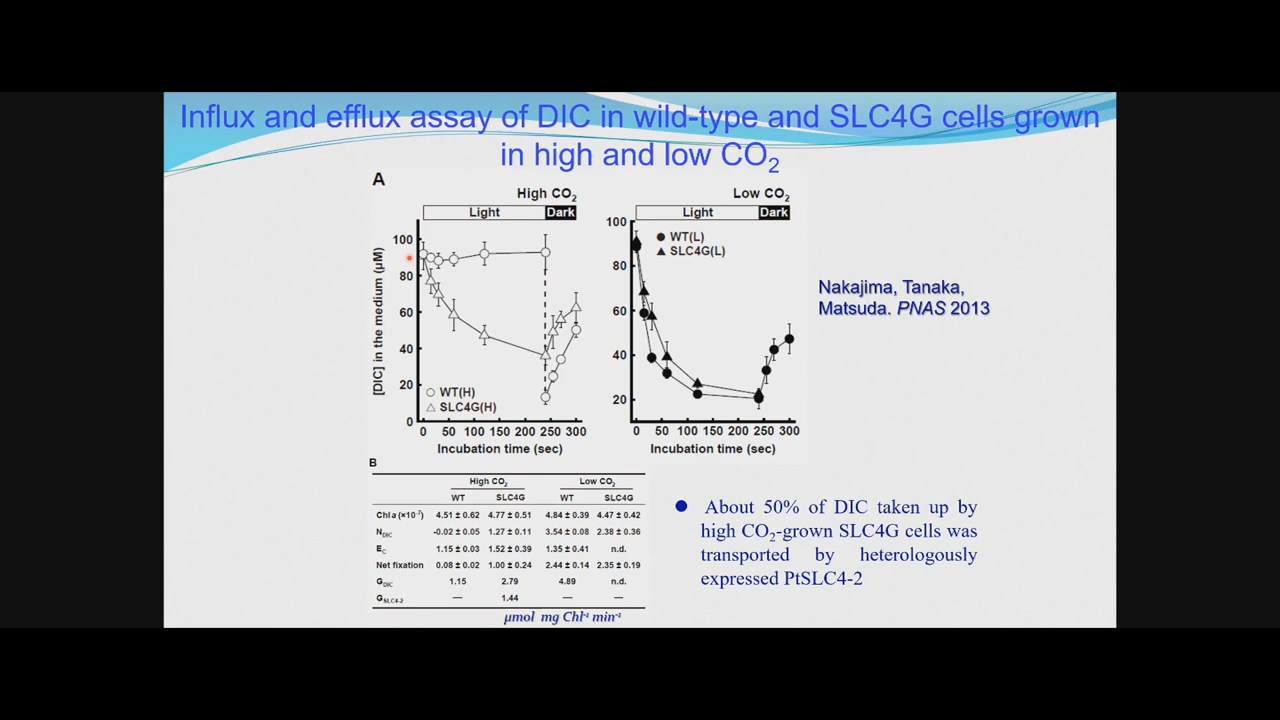 Influx and efflux assay of DIC in wild-type and SLC4G cells grown
in high and low CO₂
A
High CO₂
Light Dark
[DIC] in the medium (µM)
100
80
60
40
20
0
WT(H)
SLC4G(H)
0 50 100 150 200 250 300
Incubation time (sec)
Low CO₂
Light Dark
100
80
60
40
20
WT(L)
SLC4G(L)
0 50 100 150 200 250 300
Incubation time (sec)
Nakajima, Tanaka,
Matsuda. PNAS 2013
B
High CO₂ Low CO₂
WT SLC4G WT SLC4G
Chl a (×10⁻⁷) 4.51 ± 0.62 4.77 ± 0.51 4.84 ± 0.39 4.47 ± 0.42
N_DIC -0.02 ± 0.05 1.27 ± 0.11 3.54 ± 0.08 2.38 ± 0.36
E_C 1.15 ± 0.03 1.52 ± 0.39 1.35 ± 0.41 n.d.
Net fixation 0.08 ± 0.02 1.00 ± 0.24 2.44 ± 0.14 2.35 ± 0.19
G_DIC 1.15 2.79 4.89 n.d.
G_SLC4-2 — 1.44 — —
µmol mg Chl⁻¹ min⁻¹
● About 50% of DIC taken up by
high CO₂-grown SLC4G cells was
transported by heterologously
expressed PtSLC4-2